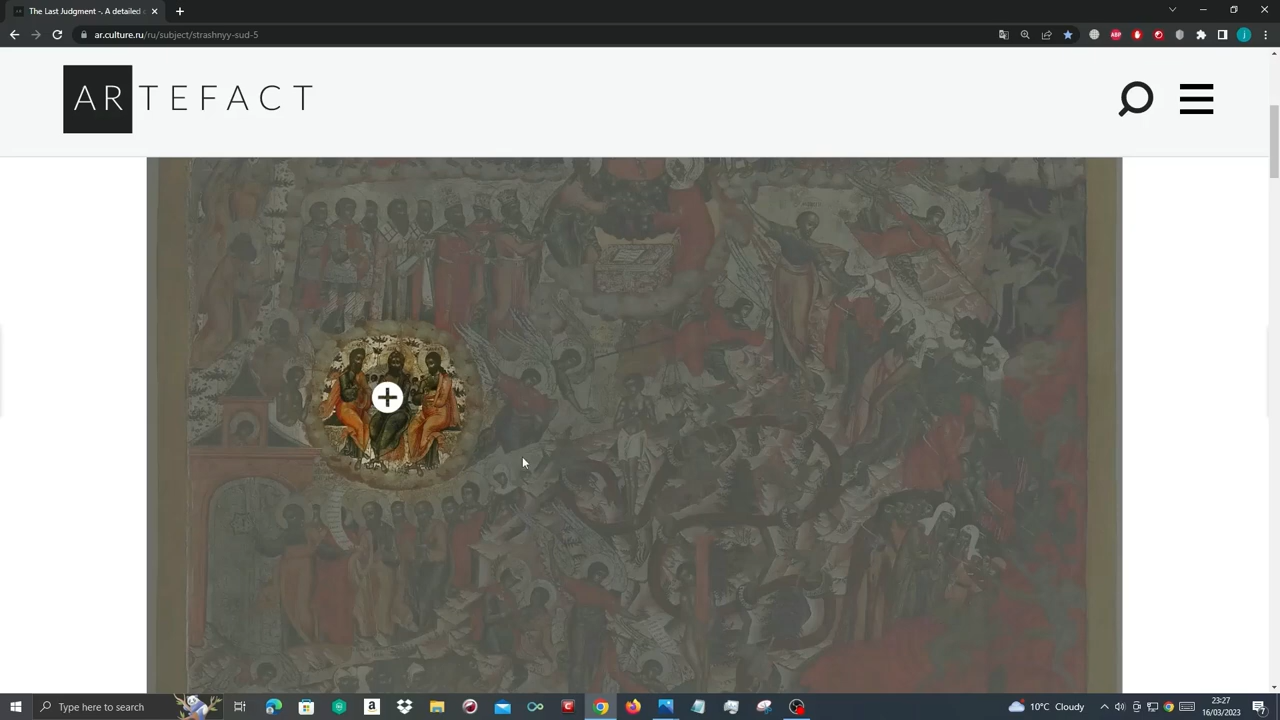 The Last Judgment -. A detailed c
ar.culture.ru/ru/subject/strashnyy-sud-5
ARTEFACT
Type here to search
10°C Cloudy
23:27
16/03/2023